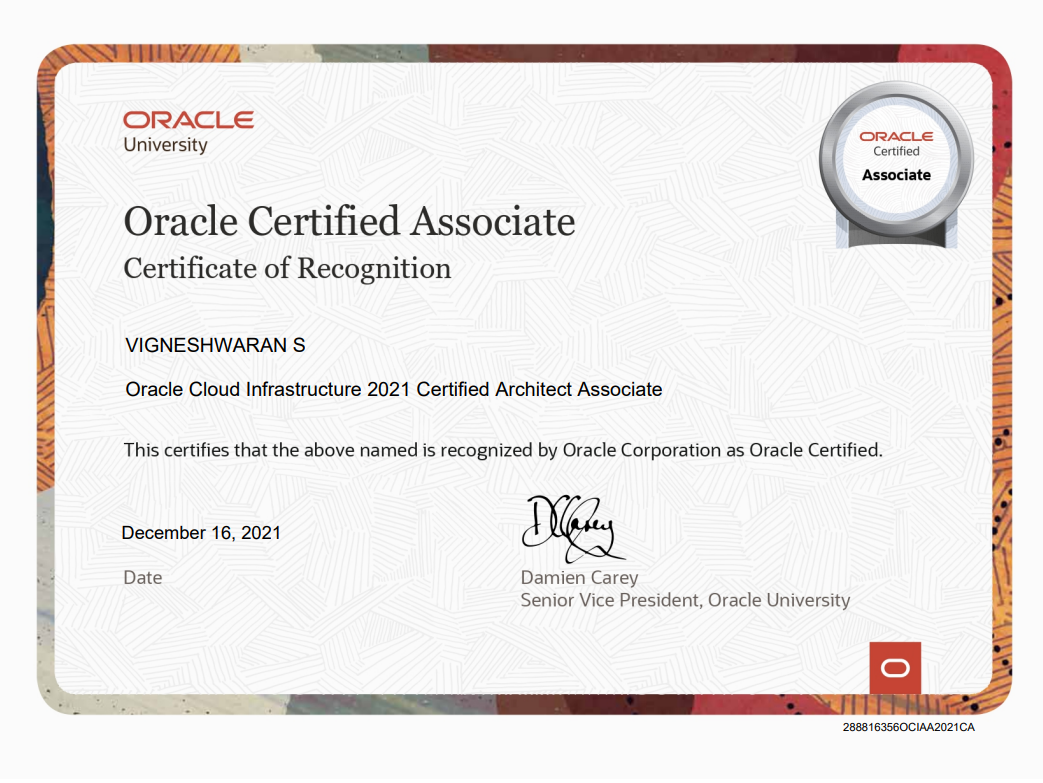 ORACLE
University
ORACLE
Certified
Associate
Oracle Certified Associate
Certificate of Recognition
VIGNESHWARAN S
Oracle Cloud Infrastructure 2021 Certified Architect Associate
This certifies that the above named is recognized by Oracle Corporation as Oracle Certified.
December 16, 2021
DCarey
Date
Damien Carey
Senior Vice President, Oracle University
288816356OCIAA2021CA